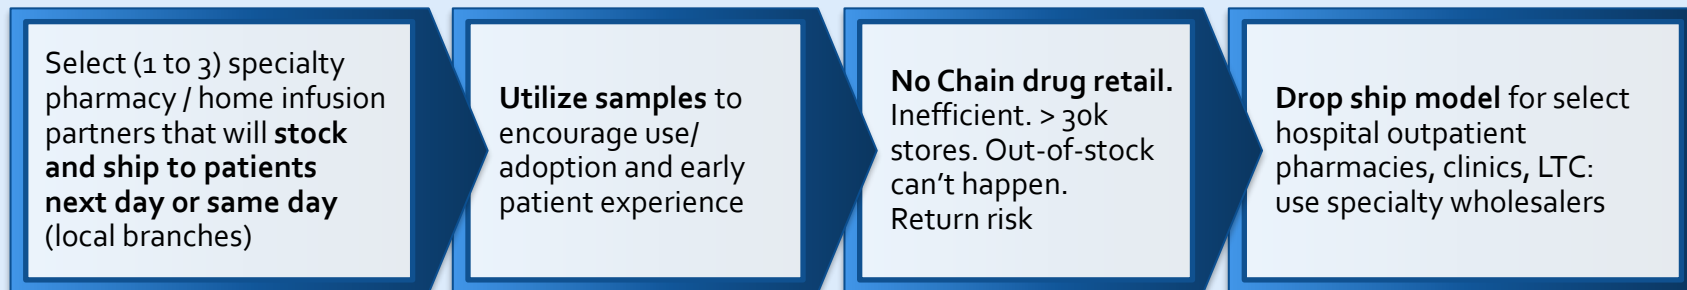 Select (1 to 3) specialty
pharmacy / home infusion
partners that will stock
and ship to patients
next day or same day
(local branches)
Utilize samples to
encourage use/
adoption and early
patient experience
No Chain drug retail.
Inefficient. > 30k
stores. Out-of-stock
can’t happen.
Return risk
Drop ship model for select
hospital outpatient
pharmacies, clinics, LTC:
use specialty wholesalers